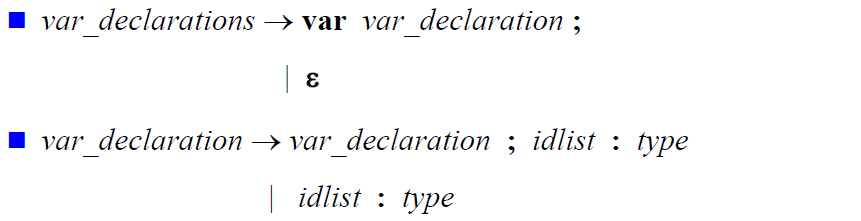 ■ var_declarations → var var_declaration ;
| ε
■ var_declaration → var_declaration ; idlist : type
| idlist : type